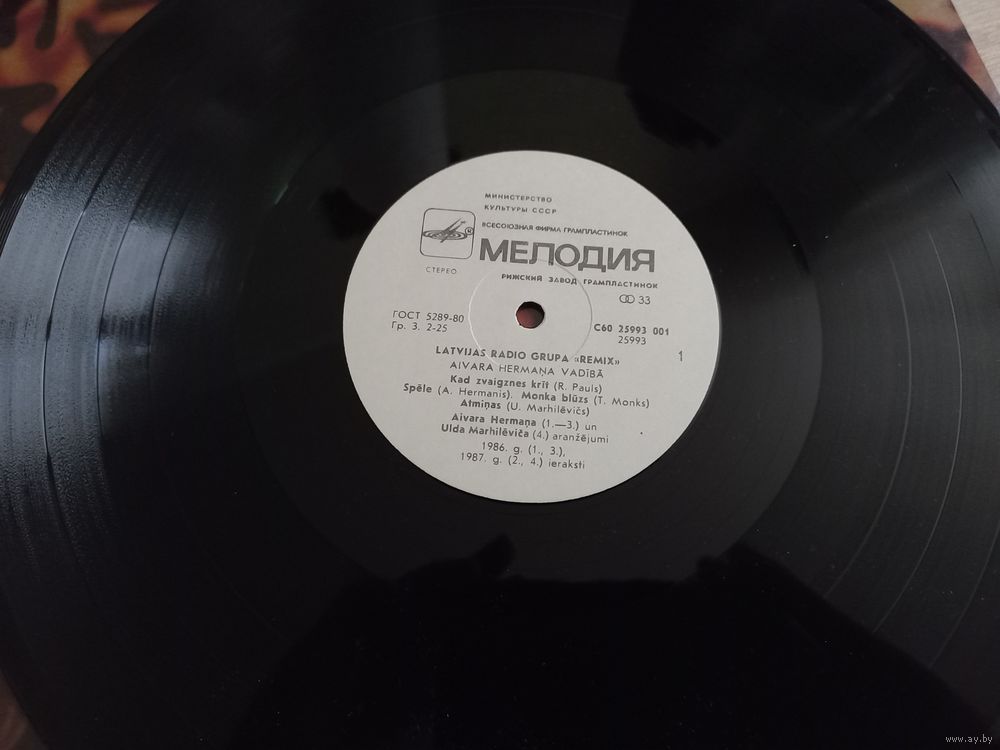 МИНИСТЕРСТВО
КУЛЬТУРЫ СССР
ВСЕСОЮЗНАЯ ФИРМА ГРАМПЛАСТИНОК
МЕЛОДИЯ
СТЕРЕО
РИЖСКИЙ ЗАВОД ГРАМПЛАСТИНОК
33
ГОСТ 5289-80
Гр. 3. 2-25
С60 25993 001
25993
1
LATVIJAS RADIO GRUPA «REMIX»
AIVARA HERMAŅA VADĪBĀ
Kad zvaigznes krīt (R. Pauls)
Spēle (A. Hermanis). Monka blūzs (T. Monks)
Atmiņas (U. Marhilēvičs)
Aivara Hermaņa (1.—3.) un
Ulda Marhilēviča (4.) aranžējumi
1986. g. (1., 3.),
1987. g. (2., 4.) ieraksti
www.ay.by